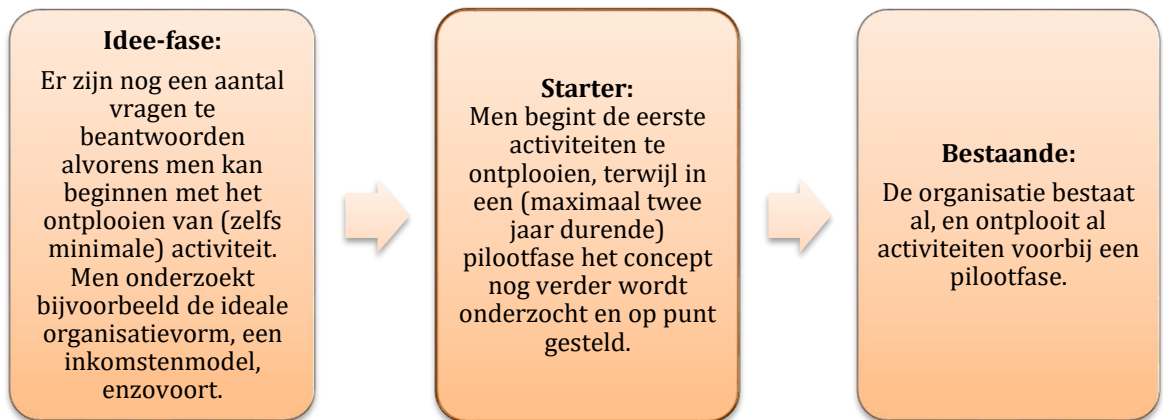 Idee-fase:
Er zijn nog een aantal
vragen te
beantwoorden
alvorens men kan
beginnen met het
ontplooien van (zelfs
minimale) activiteit.
Men onderzoekt
bijvoorbeeld de ideale
organisatievorm, een
inkomstenmodel,
enzovoort.
Starter:
Men begint de eerste
activiteiten te
ontplooien, terwijl in
een (maximaal twee
jaar durende)
pilootfase het concept
nog verder wordt
onderzocht en op punt
gesteld.
Bestaande:
De organisatie bestaat
al, en ontplooit al
activiteiten voorbij een
pilootfase.